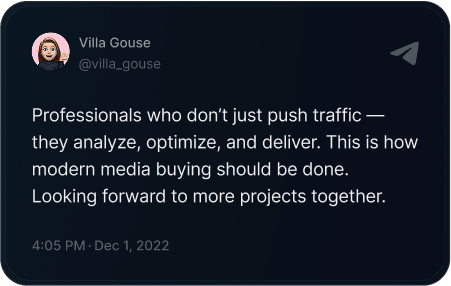 Villa Gouse
@villa_gouse
Professionals who don’t just push traffic —
they analyze, optimize, and deliver. This is how
modern media buying should be done.
Looking forward to more projects together.
4:05 PM · Dec 1, 2022